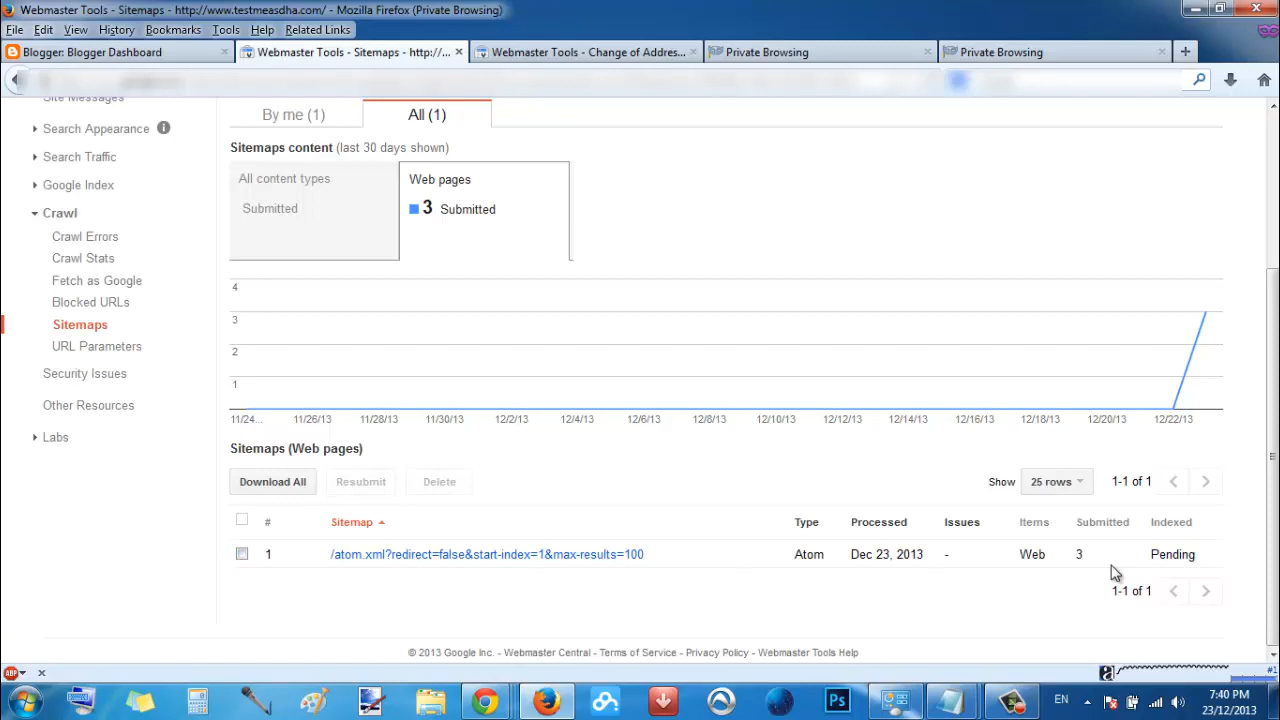 Webmaster Tools - Sitemaps - http://www.testmeasdha.com/ - Mozilla Firefox (Private Browsing)
File Edit View History Bookmarks Tools Help Related Links
Blogger: Blogger Dashboard
Webmaster Tools - Sitemaps - http://...
Webmaster Tools - Change of Addres...
Private Browsing
Private Browsing
Site Messages
Search Appearance
Search Traffic
Google Index
Crawl
Crawl Errors
Crawl Stats
Fetch as Google
Blocked URLs
Sitemaps
URL Parameters
Security Issues
Other Resources
Labs
By me (1)
All (1)
Sitemaps content (last 30 days shown)
All content types
Submitted
Web pages
3 Submitted
4
3
2
1
11/24... 11/26/13 11/28/13 11/30/13 12/2/13 12/4/13 12/6/13 12/8/13 12/10/13 12/12/13 12/14/13 12/16/13 12/18/13 12/20/13 12/22/13
Sitemaps (Web pages)
Download All Resubmit Delete Show 25 rows 1-1 of 1
# Sitemap Type Processed Issues Items Submitted Indexed
1 /atom.xml?redirect=false&start-index=1&max-results=100 Atom Dec 23, 2013 - Web 3 Pending
1-1 of 1
© 2013 Google Inc. - Webmaster Central - Terms of Service - Privacy Policy - Webmaster Tools Help
ABP
a
#1
Ps
EN
7:40 PM
23/12/2013